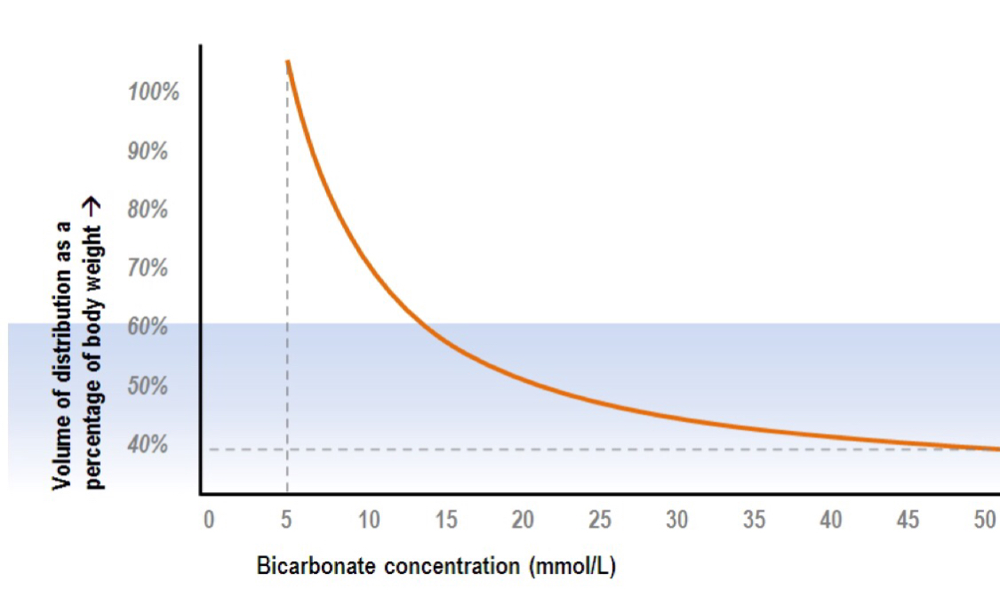 100%
90%
80%
70%
60%
50%
40%
Volume of distribution as a
percentage of body weight →
0 5 10 15 20 25 30 35 40 45 50
Bicarbonate concentration (mmol/L)